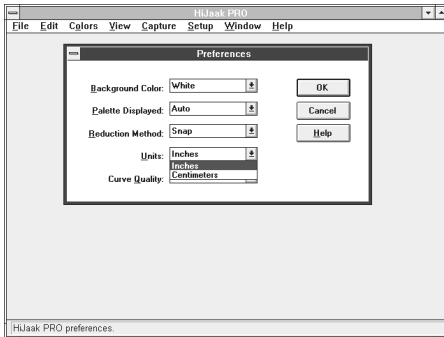 HiJaak PRO
File Edit Colors View Capture Setup Window Help
Preferences
Background Color: White OK
Palette Displayed: Auto Cancel
Reduction Method: Snap Help
Units: Inches
Inches
Centimeters
Curve Quality:
HiJaak PRO preferences.